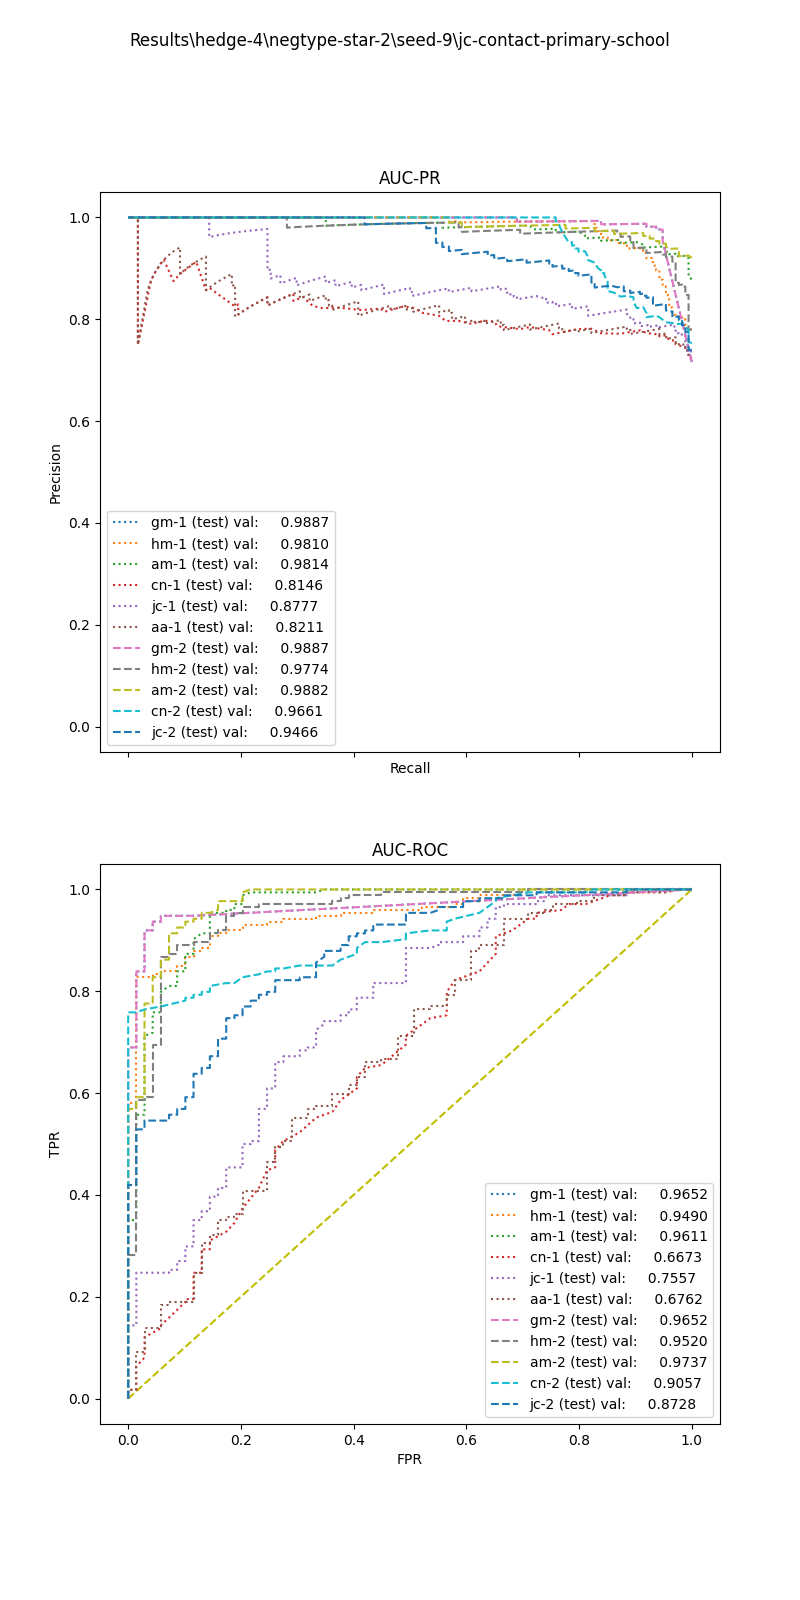 Results\hedge-4\negtype-star-2\seed-9\jc-contact-primary-school
AUC-PR
1.0
0.8
0.6
0.4
0.2
0.0
Precision
gm-1 (test) val: 0.9887
hm-1 (test) val: 0.9810
am-1 (test) val: 0.9814
cn-1 (test) val: 0.8146
jc-1 (test) val: 0.8777
aa-1 (test) val: 0.8211
gm-2 (test) val: 0.9887
hm-2 (test) val: 0.9774
am-2 (test) val: 0.9882
cn-2 (test) val: 0.9661
jc-2 (test) val: 0.9466
Recall
AUC-ROC
1.0
0.8
0.6
0.4
0.2
0.0
TPR
gm-1 (test) val: 0.9652
hm-1 (test) val: 0.9490
am-1 (test) val: 0.9611
cn-1 (test) val: 0.6673
jc-1 (test) val: 0.7557
aa-1 (test) val: 0.6762
gm-2 (test) val: 0.9652
hm-2 (test) val: 0.9520
am-2 (test) val: 0.9737
cn-2 (test) val: 0.9057
jc-2 (test) val: 0.8728
0.0 0.2 0.4 0.6 0.8 1.0
FPR